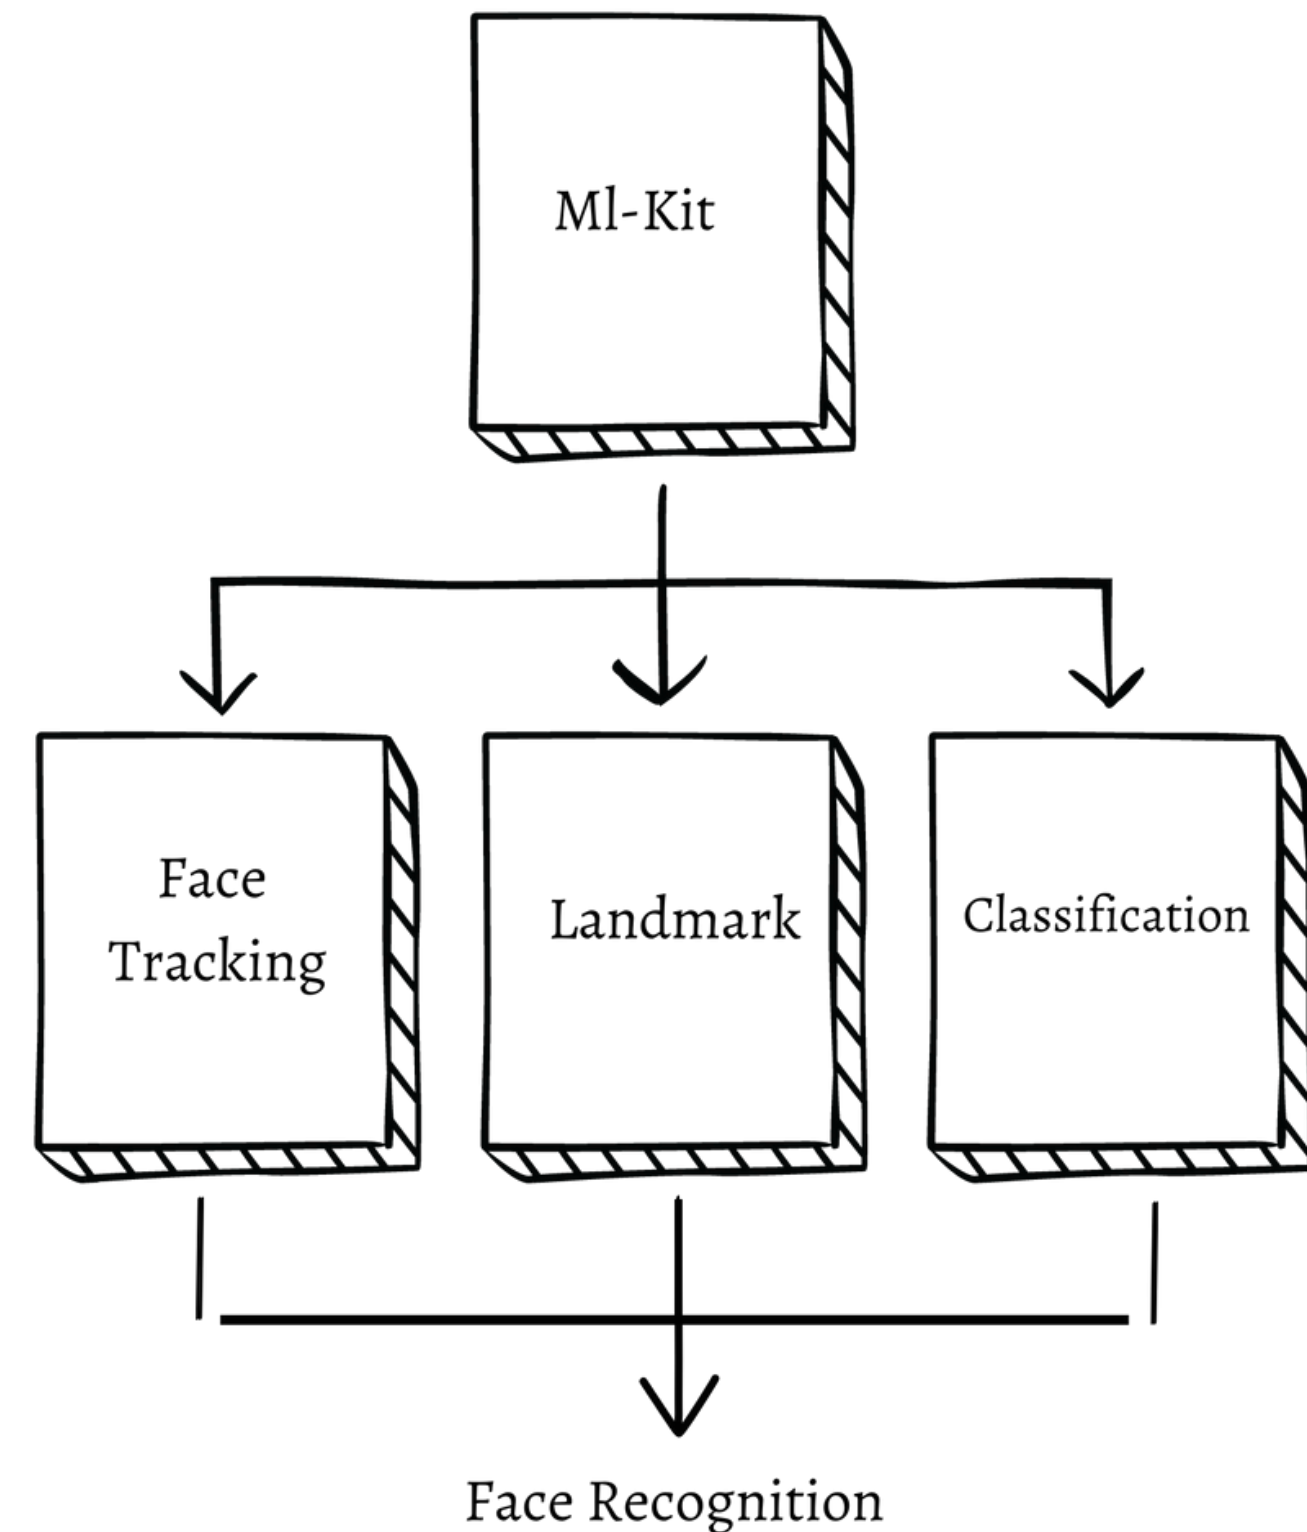 Ml-Kit
Face
Tracking
Landmark
Classification
Face Recognition